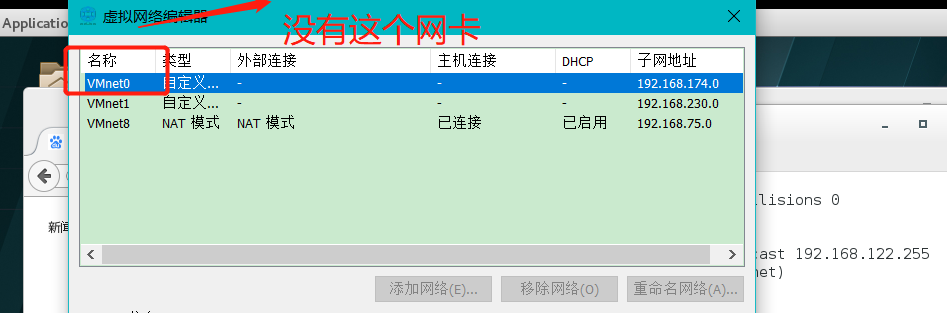 Application
虚拟网络编辑器
没有这个网卡
名称 类型 外部连接 主机连接 DHCP 子网地址
VMnet0 自定义... - - - 192.168.174.0
VMnet1 自定义... - - - 192.168.230.0
VMnet8 NAT 模式 NAT 模式 已连接 已启用 192.168.75.0
lisions 0
cast 192.168.122.255
net)
新闻
添加网络(E)... 移除网络(O) 重命名网络(A)...